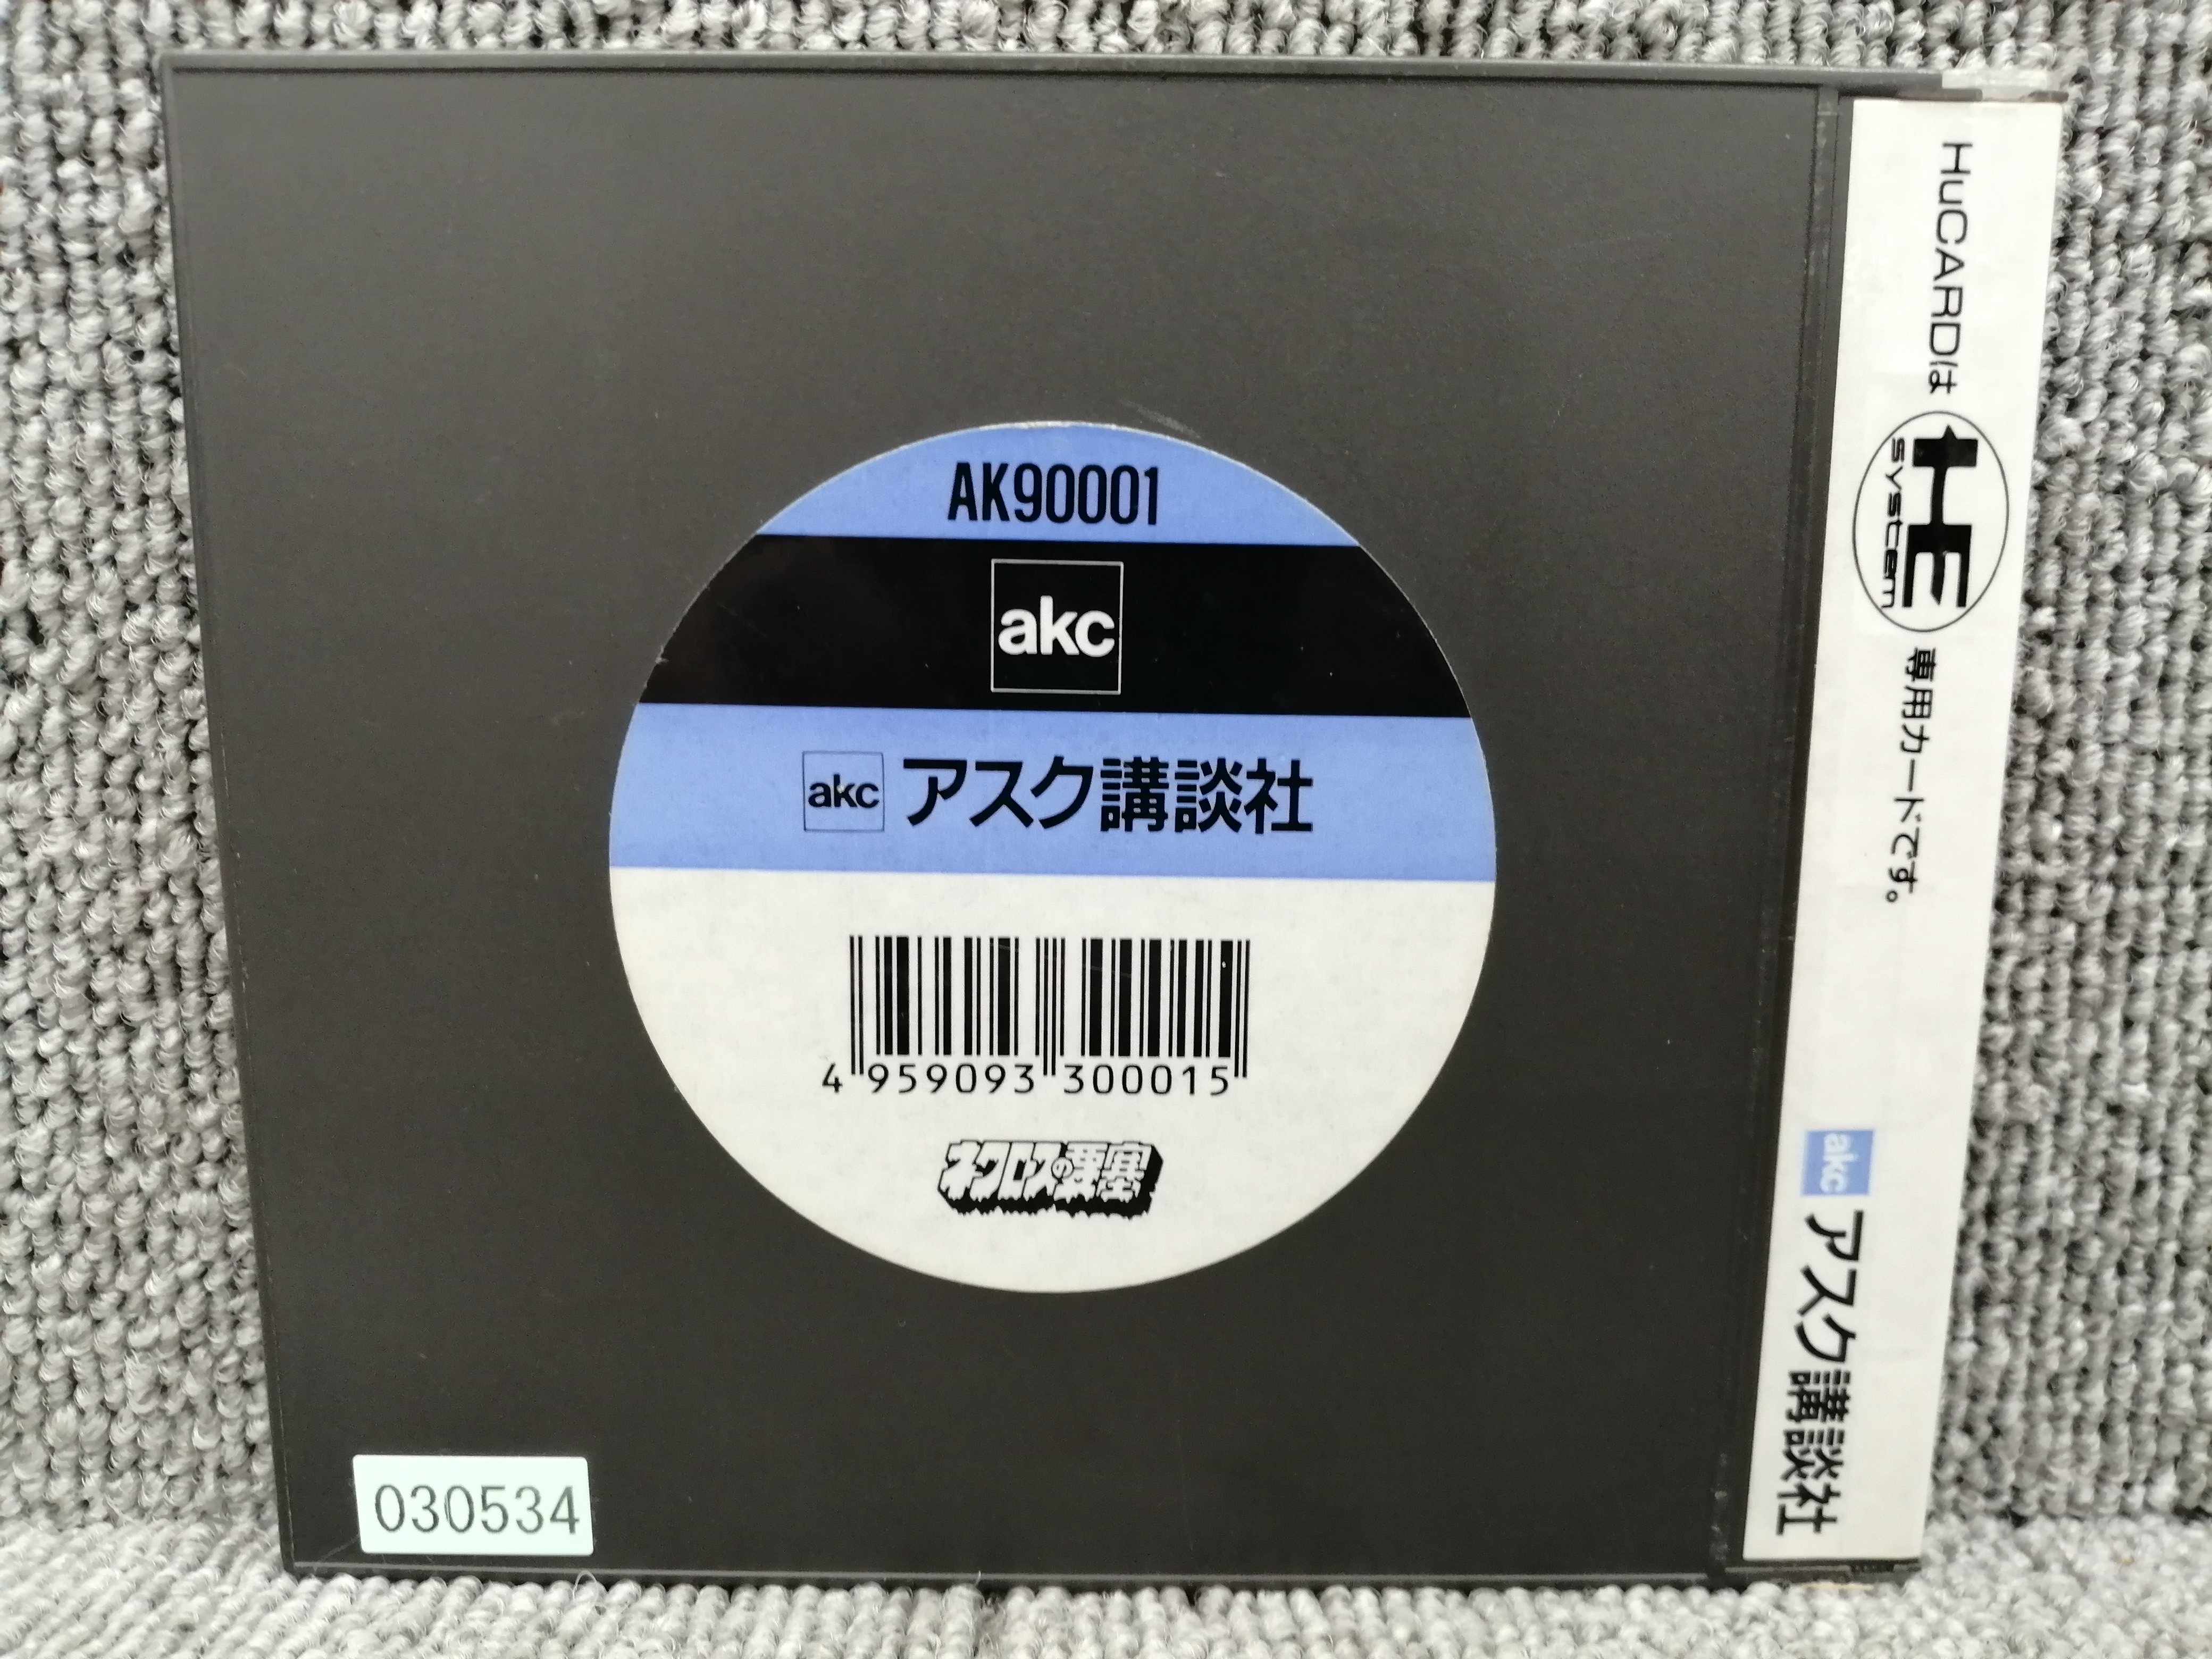 AK90001
akc
akc アスク講談社
4 959093 300015
ネクロスの要塞
030534
HuCARDは HE system 専用カードです。
akc アスク講談社